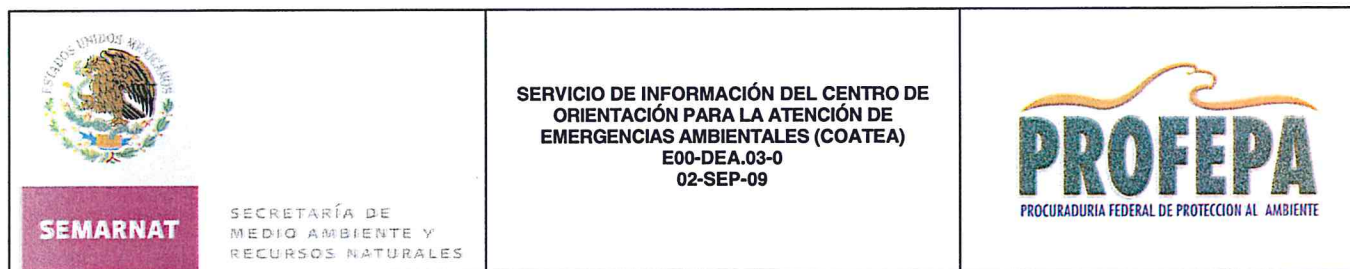 ESTADOS UNIDOS MEXICANOS
SEMARNAT
SECRETARÍA DE
MEDIO AMBIENTE Y
RECURSOS NATURALES
SERVICIO DE INFORMACIÓN DEL CENTRO DE
ORIENTACIÓN PARA LA ATENCIÓN DE
EMERGENCIAS AMBIENTALES (COATEA)
E00-DEA.03-0
02-SEP-09
PROFEPA
PROCURADURIA FEDERAL DE PROTECCION AL AMBIENTE